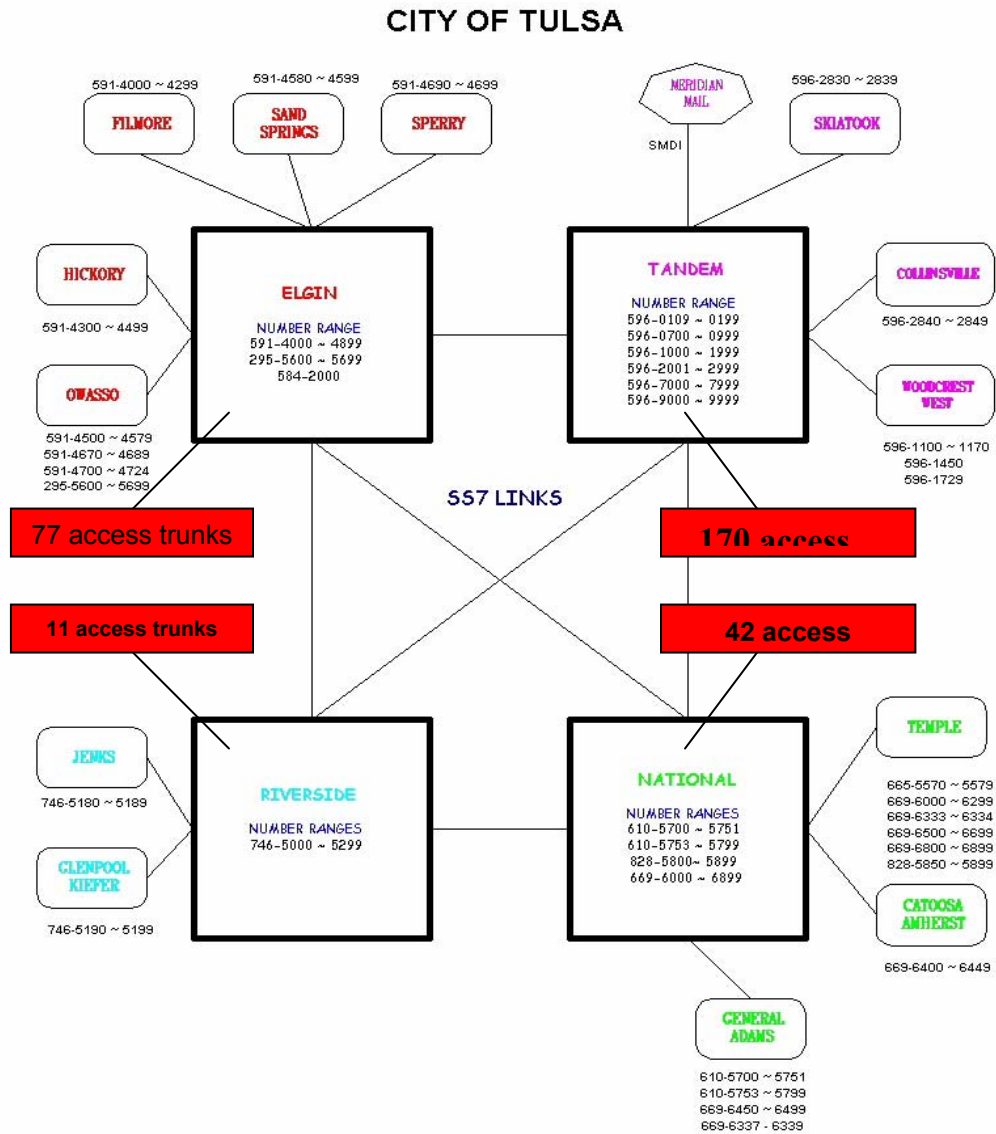 CITY OF TULSA
591-4000 ~ 4299
FILMORE
591-4580 ~ 4599
SAND
SPRINGS
591-4690 ~ 4699
SPERRY
MERIDIAN
MAIL
SMDI
596-2830 ~ 2839
SKIATOOK
HICKORY
591-4300 ~ 4499
OWASSO
591-4500 ~ 4579
591-4670 ~ 4689
591-4700 ~ 4724
295-5600 ~ 5699
ELGIN
NUMBER RANGE
591-4000 ~ 4899
295-5600 ~ 5699
584-2000
TANDEM
NUMBER RANGE
596-0109 ~ 0199
596-0700 ~ 0999
596-1000 ~ 1999
596-2001 ~ 2999
596-7000 ~ 7999
596-9000 ~ 9999
COLLINSVILLE
596-2840 ~ 2849
WOODCREST
WEST
596-1100 ~ 1170
596-1450
596-1729
SS7 LINKS
77 access trunks
170 access
11 access trunks
42 access
JENKS
746-5180 ~ 5189
GLENPOOL
KIEFER
746-5190 ~ 5199
RIVERSIDE
NUMBER RANGES
746-5000 ~ 5299
NATIONAL
NUMBER RANGES
610-5700 ~ 5751
610-5753 ~ 5799
828-5800~ 5899
669-6000 ~ 6899
TEMPLE
665-5570 ~ 5579
669-6000 ~ 6299
669-6333 ~ 6334
669-6500 ~ 6699
669-6800 ~ 6899
828-5850 ~ 5899
CATOOSA
AMHERST
669-6400 ~ 6449
GENERAL
ADAMS
610-5700 ~ 5751
610-5753 ~ 5799
669-6450 ~ 6499
669-6337 - 6339